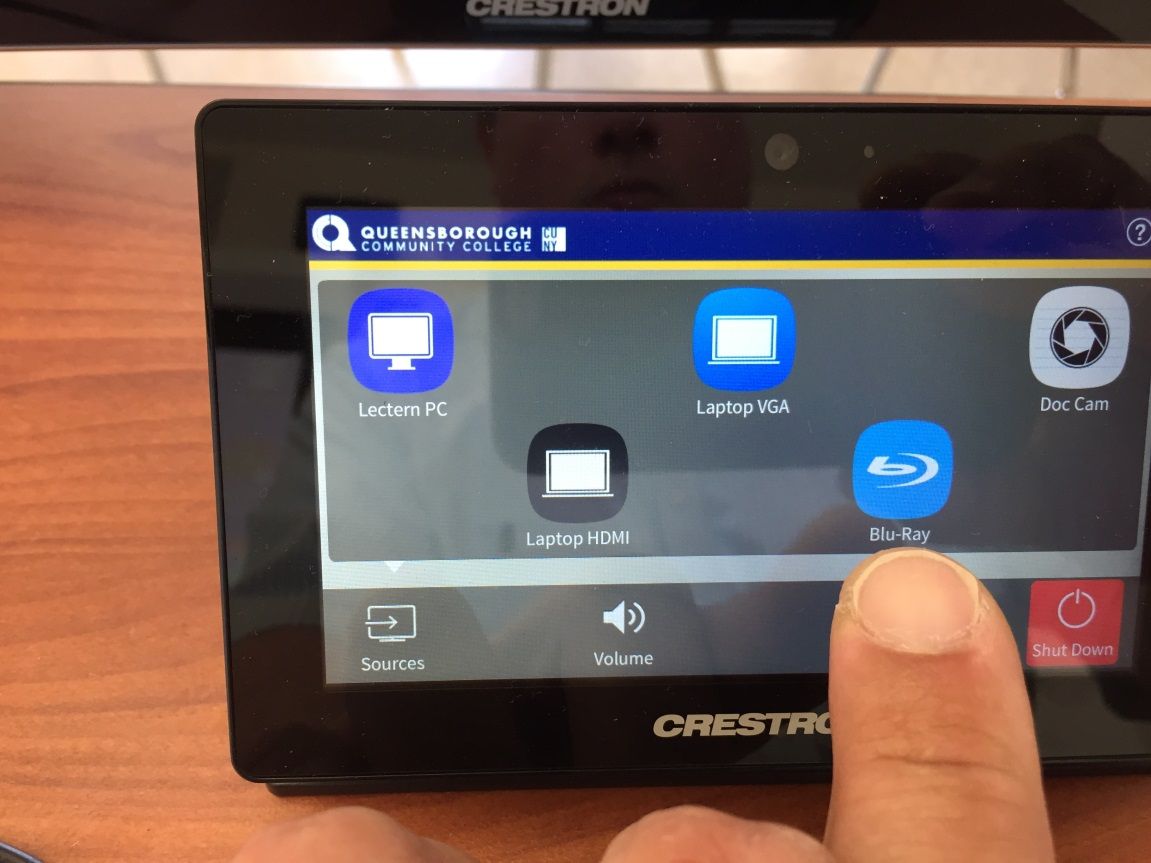 CRESTRON
QUEENSBOROUGH
COMMUNITY COLLEGE
CU
NY
?
Lectern PC
Laptop VGA
Doc Cam
Laptop HDMI
Blu-Ray
Sources
Volume
Shut Down
CRESTRO